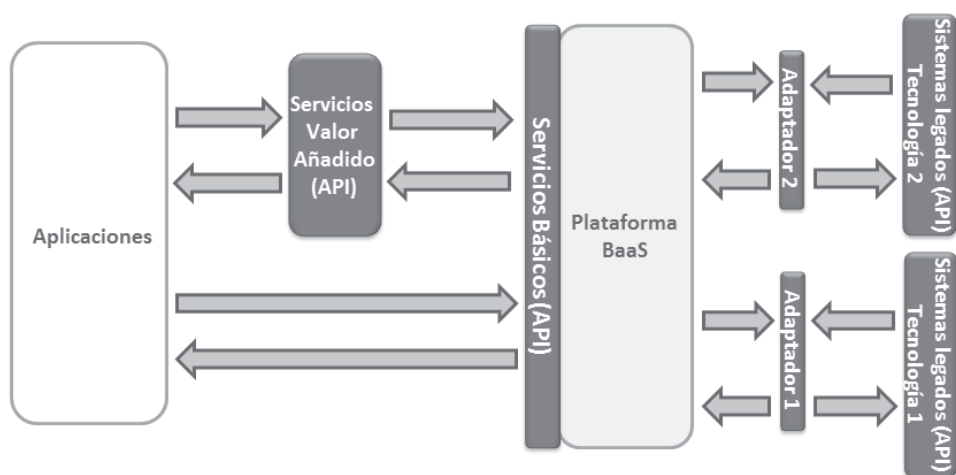 Aplicaciones
Servicios
Valor
Añadido
(API)
Servicios Básicos (API)
Plataforma
BaaS
Adaptador 2
Sistemas legados (API)
Tecnología 2
Adaptador 1
Sistemas legados (API)
Tecnología 1